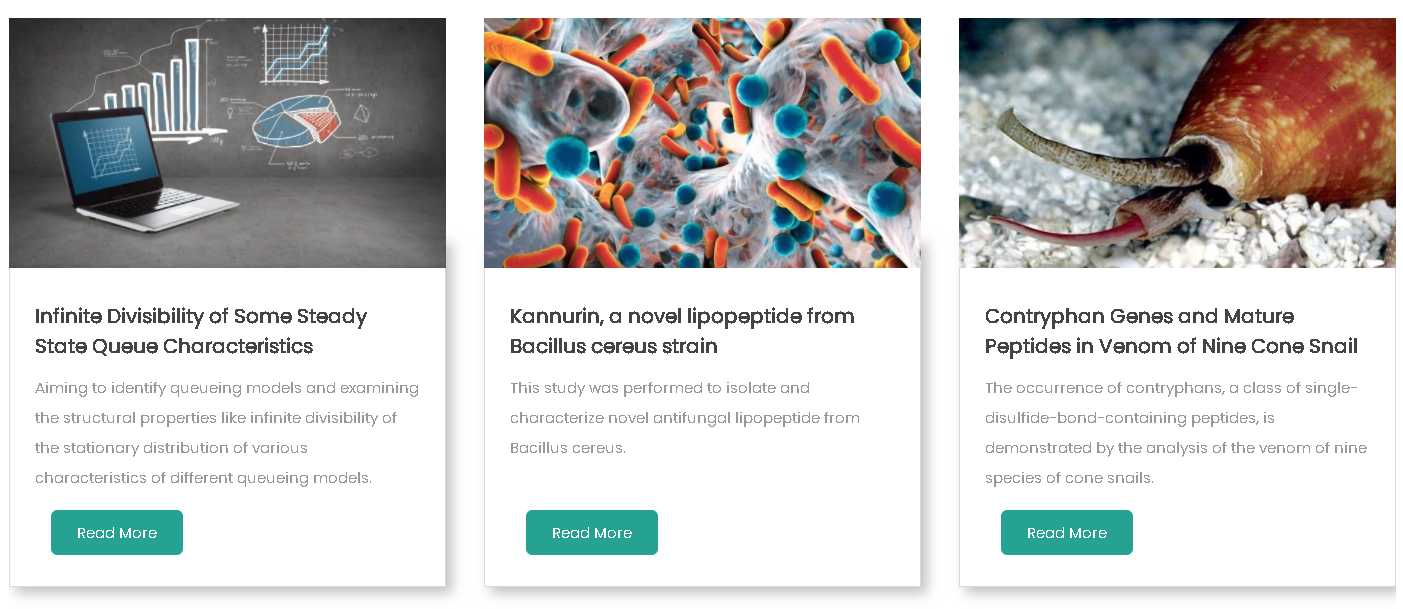 Infinite Divisibility of Some Steady
State Queue Characteristics
Aiming to identify queueing models and examining
the structural properties like infinite divisibility of
the stationary distribution of various
characteristics of different queueing models.
Read More
Kannurin, a novel lipopeptide from
Bacillus cereus strain
This study was performed to isolate and
characterize novel antifungal lipopeptide from
Bacillus cereus.
Read More
Contryphan Genes and Mature
Peptides in Venom of Nine Cone Snail
The occurrence of contryphans, a class of single-
disulfide-bond-containing peptides, is
demonstrated by the analysis of the venom of nine
species of cone snails.
Read More